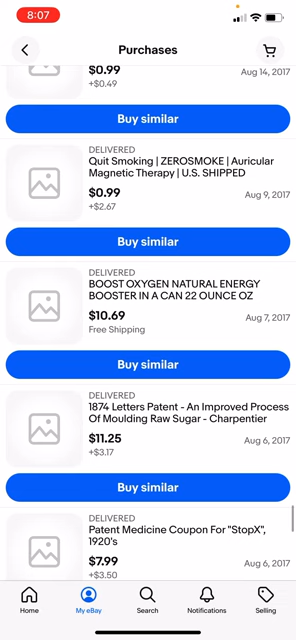 8:07
Purchases
$0.99
Aug 14, 2017
+$0.49
Buy similar
DELIVERED
Quit Smoking | ZEROSMOKE | Auricular
Magnetic Therapy | U.S. SHIPPED
$0.99
Aug 9, 2017
+$2.67
Buy similar
DELIVERED
BOOST OXYGEN NATURAL ENERGY
BOOSTER IN A CAN 22 OUNCE OZ
$10.69
Aug 7, 2017
Free Shipping
Buy similar
DELIVERED
1874 Letters Patent - An Improved Process
Of Moulding Raw Sugar - Charpentier
$11.25
Aug 6, 2017
+$3.17
Buy similar
DELIVERED
Patent Medicine Coupon For "StopX",
1920's
$7.99
Aug 6, 2017
+$3.50
Home
My eBay
Search
Notifications
Selling